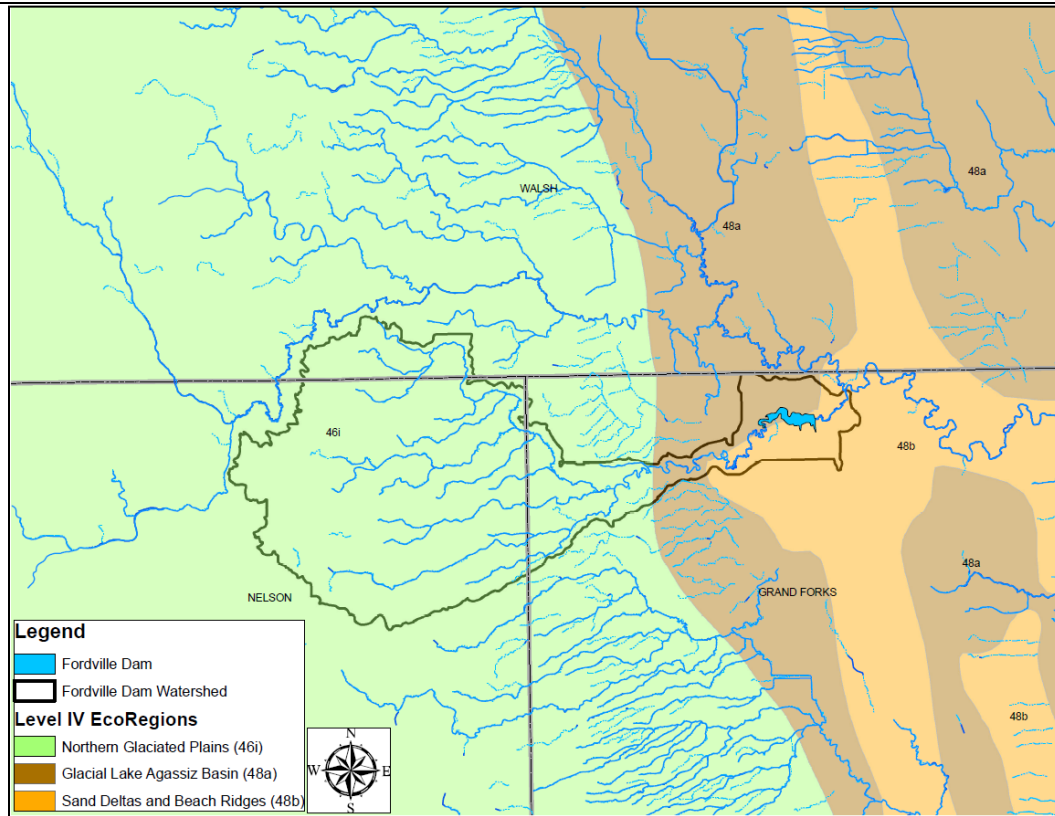 WALSH
48a
48a
46i
48b
48a
NELSON
GRAND FORKS
48b
Legend
Fordville Dam
Fordville Dam Watershed
Level IV EcoRegions
Northern Glaciated Plains (46i)
Glacial Lake Agassiz Basin (48a)
Sand Deltas and Beach Ridges (48b)
N
W E
S